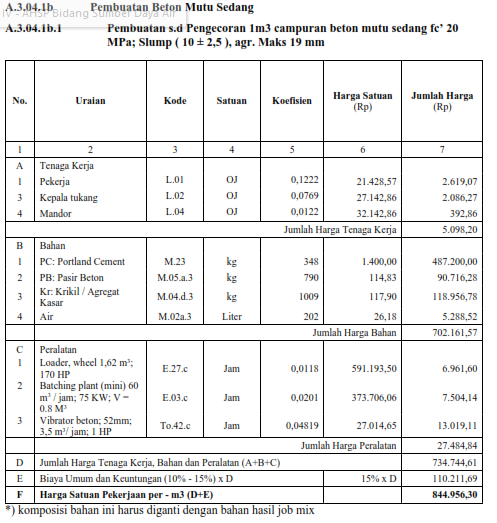 A.3.04.1b Pembuatan Beton Mutu Sedang
IV - AHSP Bidang Sumber Daya Air
A.3.04.1b.1 Pembuatan s.d Pengecoran 1m3 campuran beton mutu sedang fc’ 20
MPa; Slump ( 10 ± 2,5 ), agr. Maks 19 mm
No. Uraian Kode Satuan Koefisien Harga Satuan (Rp) Jumlah Harga (Rp)
1 2 3 4 5 6 7
A Tenaga Kerja
1 Pekerja L.01 OJ 0,1222 21.428,57 2.619,07
3 Kepala tukang L.02 OJ 0,0769 27.142,86 2.086,27
4 Mandor L.04 OJ 0,0122 32.142,86 392,86
Jumlah Harga Tenaga Kerja 5.098,20
B Bahan
1 PC: Portland Cement M.23 kg 348 1.400,00 487.200,00
2 PB: Pasir Beton M.05.a.3 kg 790 114,83 90.716,28
3 Kr: Krikil / Agregat Kasar M.04.d.3 kg 1009 117,90 118.956,78
4 Air M.02a.3 Liter 202 26,18 5.288,52
Jumlah Harga Bahan 702.161,57
C Peralatan
1 Loader, wheel 1,62 m³; 170 HP E.27.c Jam 0,0118 591.193,50 6.961,60
2 Batching plant (mini) 60 m³ / jam; 75 KW; V = 0.8 M³ E.03.c Jam 0,0201 373.706,06 7.504,14
3 Vibrator beton; 52mm; 3,5 m³/ jam; 1 HP To.42.c Jam 0,04819 27.014,65 13.019,11
Jumlah Harga Peralatan 27.484,84
D Jumlah Harga Tenaga Kerja, Bahan dan Peralatan (A+B+C) 734.744,61
E Biaya Umum dan Keuntungan (10% - 15%) x D 15% x D 110.211,69
F Harga Satuan Pekerjaan per - m3 (D+E) 844.956,30
*) komposisi bahan ini harus diganti dengan bahan hasil job mix